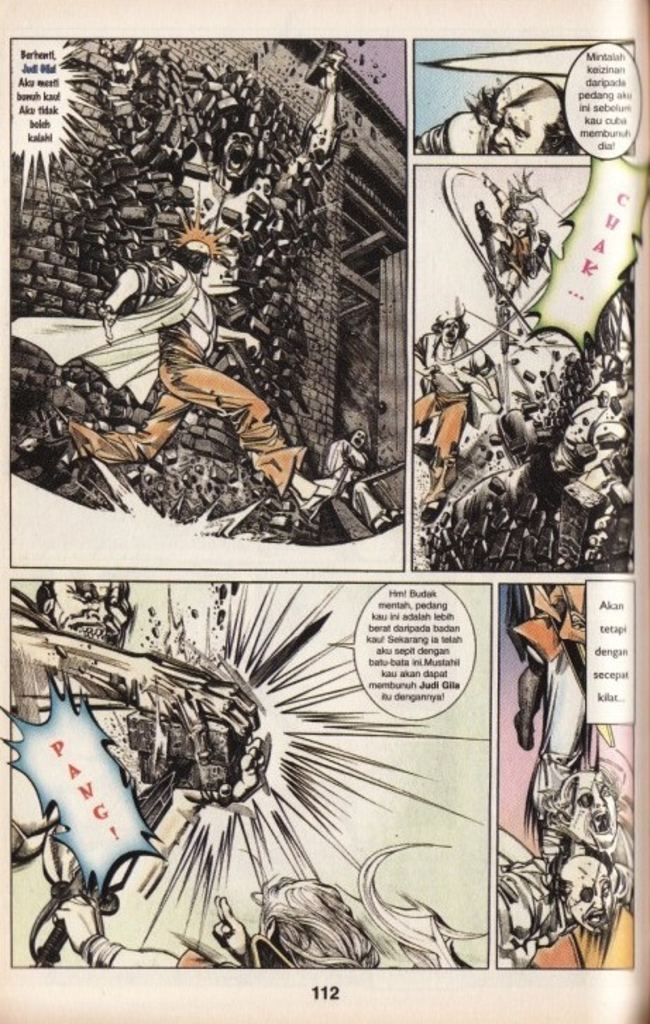 Berhenti,
Judi Gila!
Aku mesti
bunuh kau!
Aku tidak
boleh
kalah!
Mintalah
keizinan
daripada
pedang aku
ini sebelum
kau cuba
membunuh
dia!
CHAK...
Hm! Budak
mentah, pedang
kau ini adalah lebih
berat daripada badan
kau! Sekarang ia telah
aku sepit dengan
batu-bata ini.Mustahil
kau akan dapat
membunuh Judi Gila
itu dengannya!
PANG!
Akan
tetapi
dengan
secepat
kilat...
112